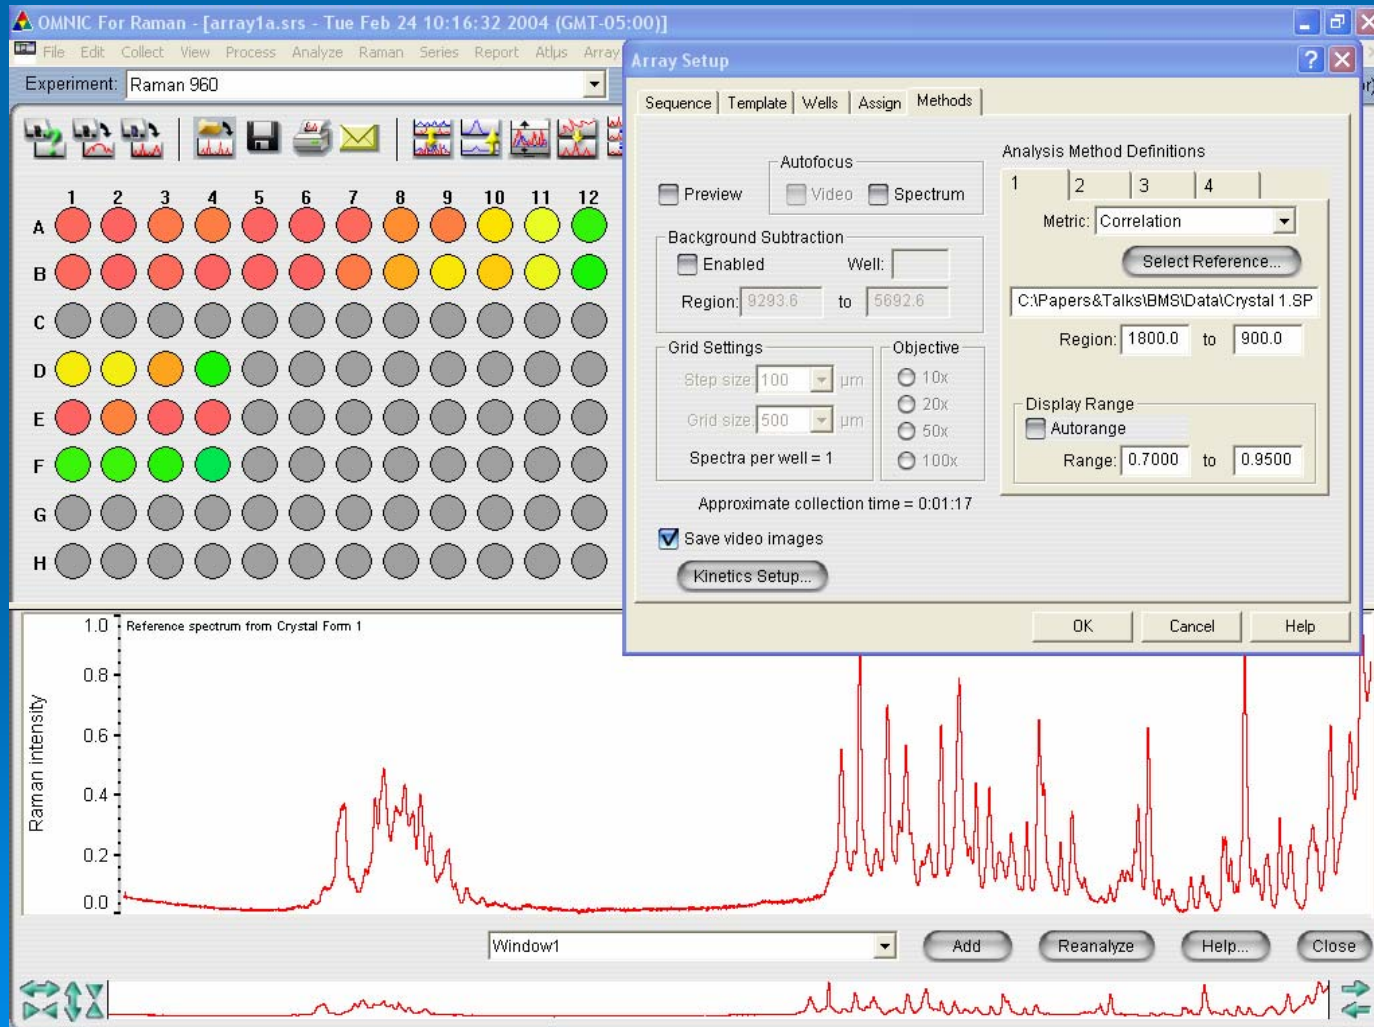 OMNIC For Raman - [array1a.srs - Tue Feb 24 10:16:32 2004 (GMT-05:00)]
File Edit Collect View Process Analyze Raman Series Report Atlµs Array
Experiment: Raman 960
1 2 3 4 5 6 7 8 9 10 11 12
A
B
C
D
E
F
G
H
Array Setup
Sequence Template Wells Assign Methods
Preview
Autofocus
Video Spectrum
Background Subtraction
Enabled Well:
Region: 9293.6 to 5692.6
Grid Settings
Step size: 100 µm
Grid size: 500 µm
Spectra per well = 1
Objective
10x
20x
50x
100x
Approximate collection time = 0:01:17
Save video images
Kinetics Setup...
Analysis Method Definitions
1 2 3 4
Metric: Correlation
Select Reference...
C:\Papers&Talks\BMS\Data\Crystal 1.SP
Region: 1800.0 to 900.0
Display Range
Autorange
Range: 0.7000 to 0.9500
OK Cancel Help
Reference spectrum from Crystal Form 1
Raman intensity
1.0
0.8
0.6
0.4
0.2
0.0
Window1 Add Reanalyze Help... Close